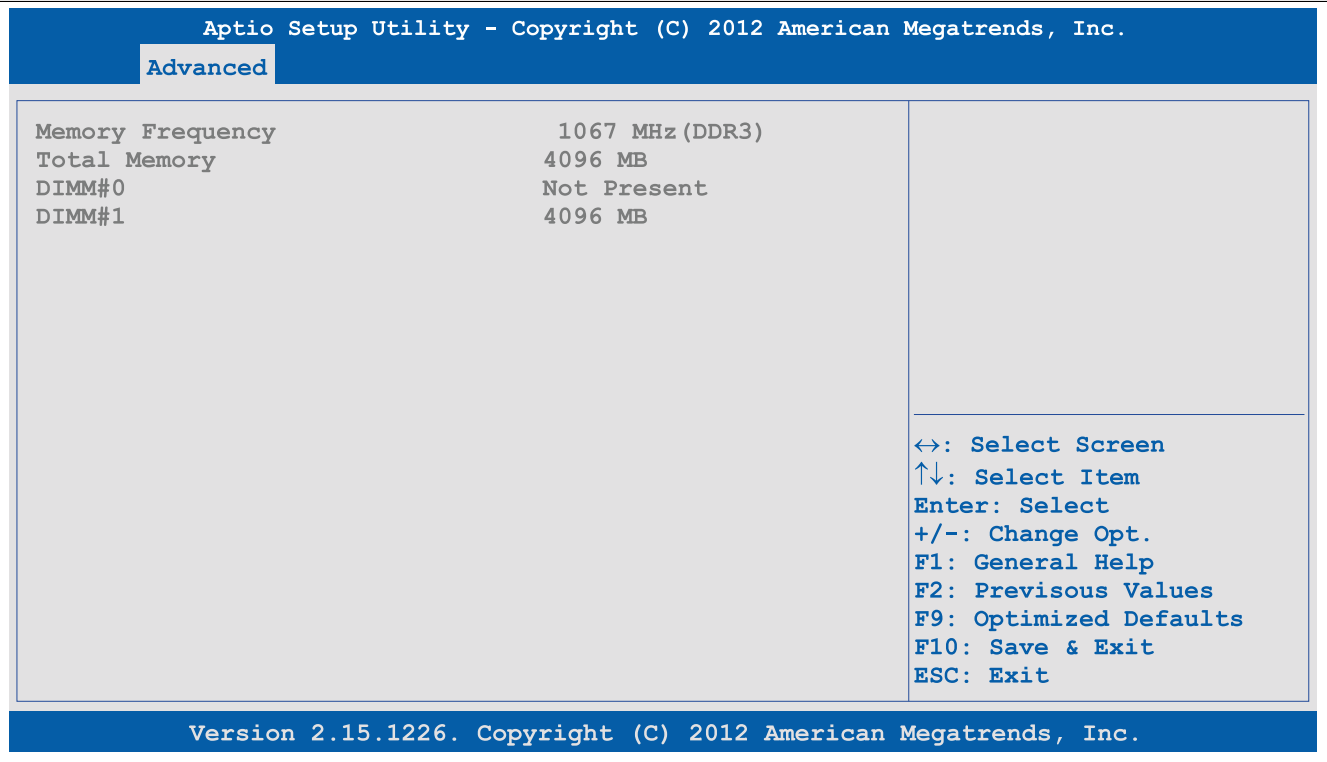 Aptio Setup Utility - Copyright (C) 2012 American Megatrends, Inc.
Advanced
Memory Frequency 1067 MHz(DDR3)
Total Memory 4096 MB
DIMM#0 Not Present
DIMM#1 4096 MB
↔: Select Screen
↑↓: Select Item
Enter: Select
+/-: Change Opt.
F1: General Help
F2: Previsous Values
F9: Optimized Defaults
F10: Save & Exit
ESC: Exit
Version 2.15.1226. Copyright (C) 2012 American Megatrends, Inc.